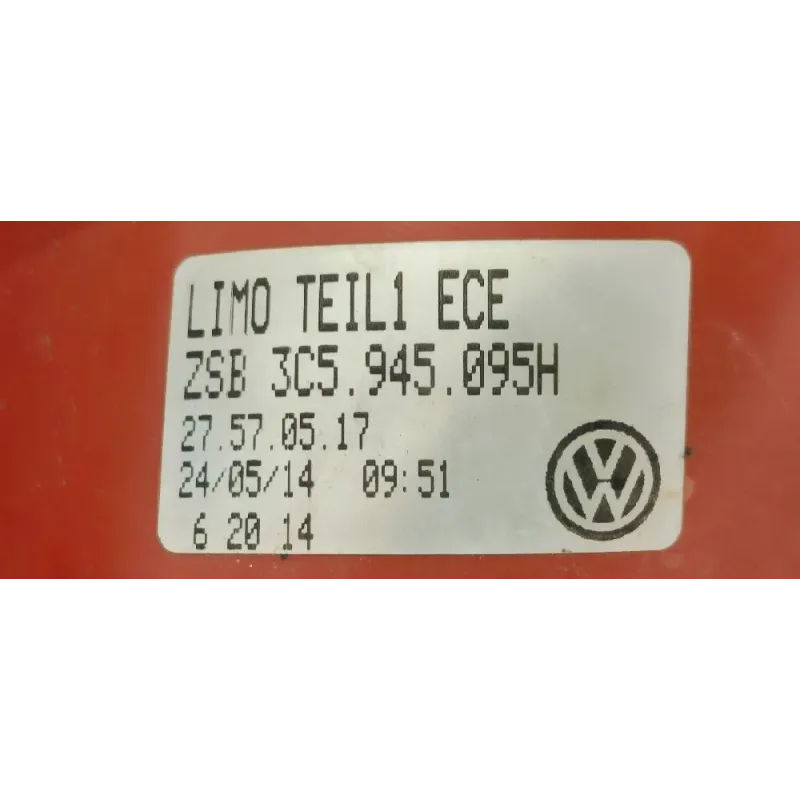 LIMO TEIL1 ECE
ZSB 3C5.945.095H
27.57.05.17
24/05/14 09:51
6 20 14